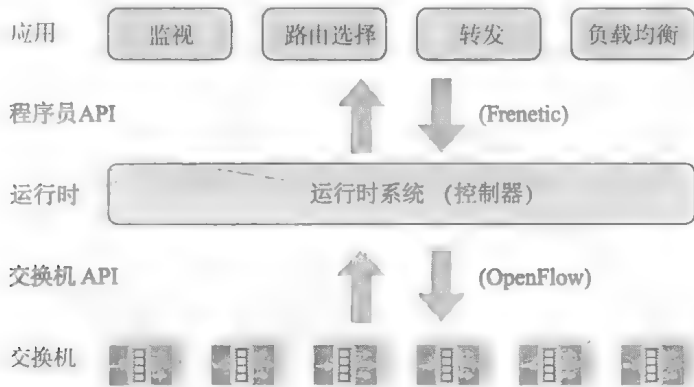 应用 监视 路由选择 转发 负载均衡
程序员API (Frenetic)
运行时 运行时系统 (控制器)
交换机 API (OpenFlow)
交换机